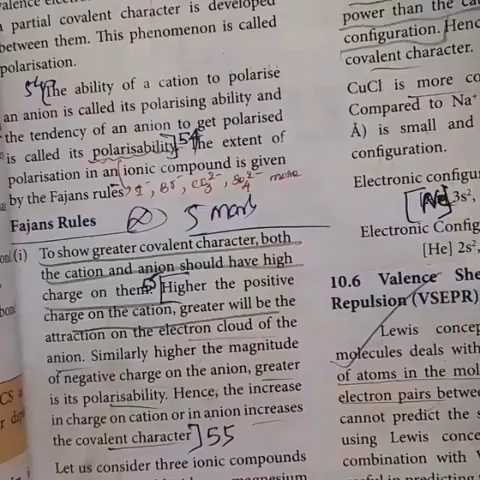 a partial covalent character is developed
between them. This phenomenon is called
polarisation.
54 [The ability of a cation to polarise
an anion is called its polarising ability and
the tendency of an anion to get polarised
is called its polarisability.] 54 The extent of
polarisation in an ionic compound is given
by the Fajans rules
I⁻, Br⁻, CO₃²⁻, SO₄²⁻ more
Fajans Rules
5 mark
(i) To show greater covalent character, both
the cation and anion should have high
charge on them. 55 [Higher the positive
charge on the cation, greater will be the
attraction on the electron cloud of the
anion. Similarly higher the magnitude
of negative charge on the anion, greater
is its polarisability. Hence, the increase
in charge on cation or in anion increases
the covalent character] 55
Let us consider three ionic compounds
power than the
configuration.
covalent character.
CuCl is more
Compared to Na⁺
Å) is small and
configuration.
Electronic
[Ne] 3s²,
Electronic
[He] 2s²,
10.6 Valence
Repulsion (VSEPR)
Lewis
molecules deals with
of atoms in the
electron pairs
cannot predict the
using Lewis
combination with